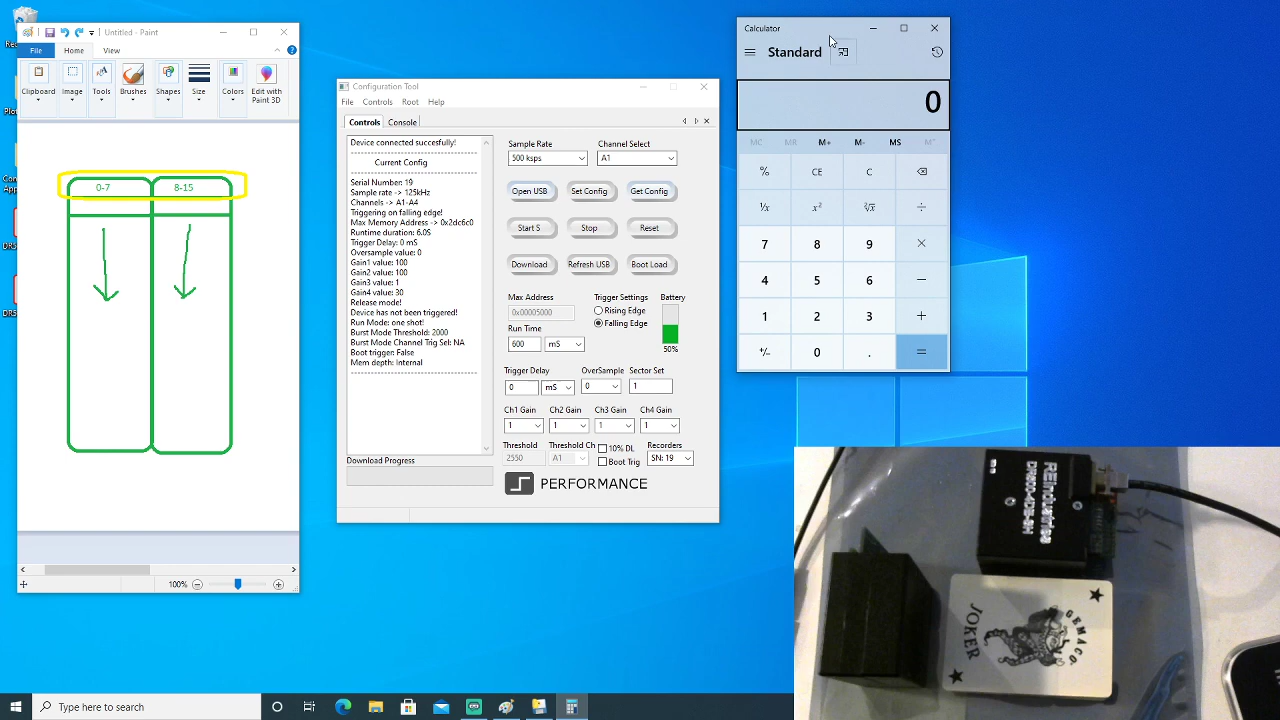 Untitled - Paint
File Home View
Clipboard
Image
Tools
Brushes
Shapes
Size
Colors
Edit with
Paint 3D
0-7 8-15
100%
Configuration Tool
File Controls Root Help
Controls Console
Device connected succesfully!
Current Config
Serial Number: 19
Sample rate -> 125kHz
Channels -> A1-A4
Triggering on falling edge!
Max Memory Address -> 0x2dc6c0
Runtime duration: 6.0S
Trigger Delay: 0 mS
Oversample value: 0
Gain1 value: 100
Gain2 value: 100
Gain3 value: 1
Gain4 value: 30
Release mode!
Device has not been triggered!
Run Mode: one shot!
Burst Mode Threshold: 2000
Burst Mode Channel Trig Sel: NA
Boot trigger: False
Mem depth: Internal
Download Progress
Sample Rate Channel Select
500 ksps A1
Open USB Set Config Get Config
Start S Stop Reset
Download Refresh USB Boot Load
Max Address Trigger Settings Battery
0x00005000 Rising Edge
Run Time Falling Edge
600 mS 50%
Trigger Delay OverSample Sector Set
0 mS 0 1
Ch1 Gain Ch2 Gain Ch3 Gain Ch4 Gain
1 1 1 1
Threshold Threshold Ch 10% DL Recorders
2550 A1 Boot Trig SN: 19
PERFORMANCE
Calculator
Standard
0
MC MR M+ M- MS M˅
% CE C
¹/x x² ²√x ÷
7 8 9 ×
4 5 6 −
1 2 3 +
+/- 0 . =
REindustries
JOKER
GEMACO
Type here to search